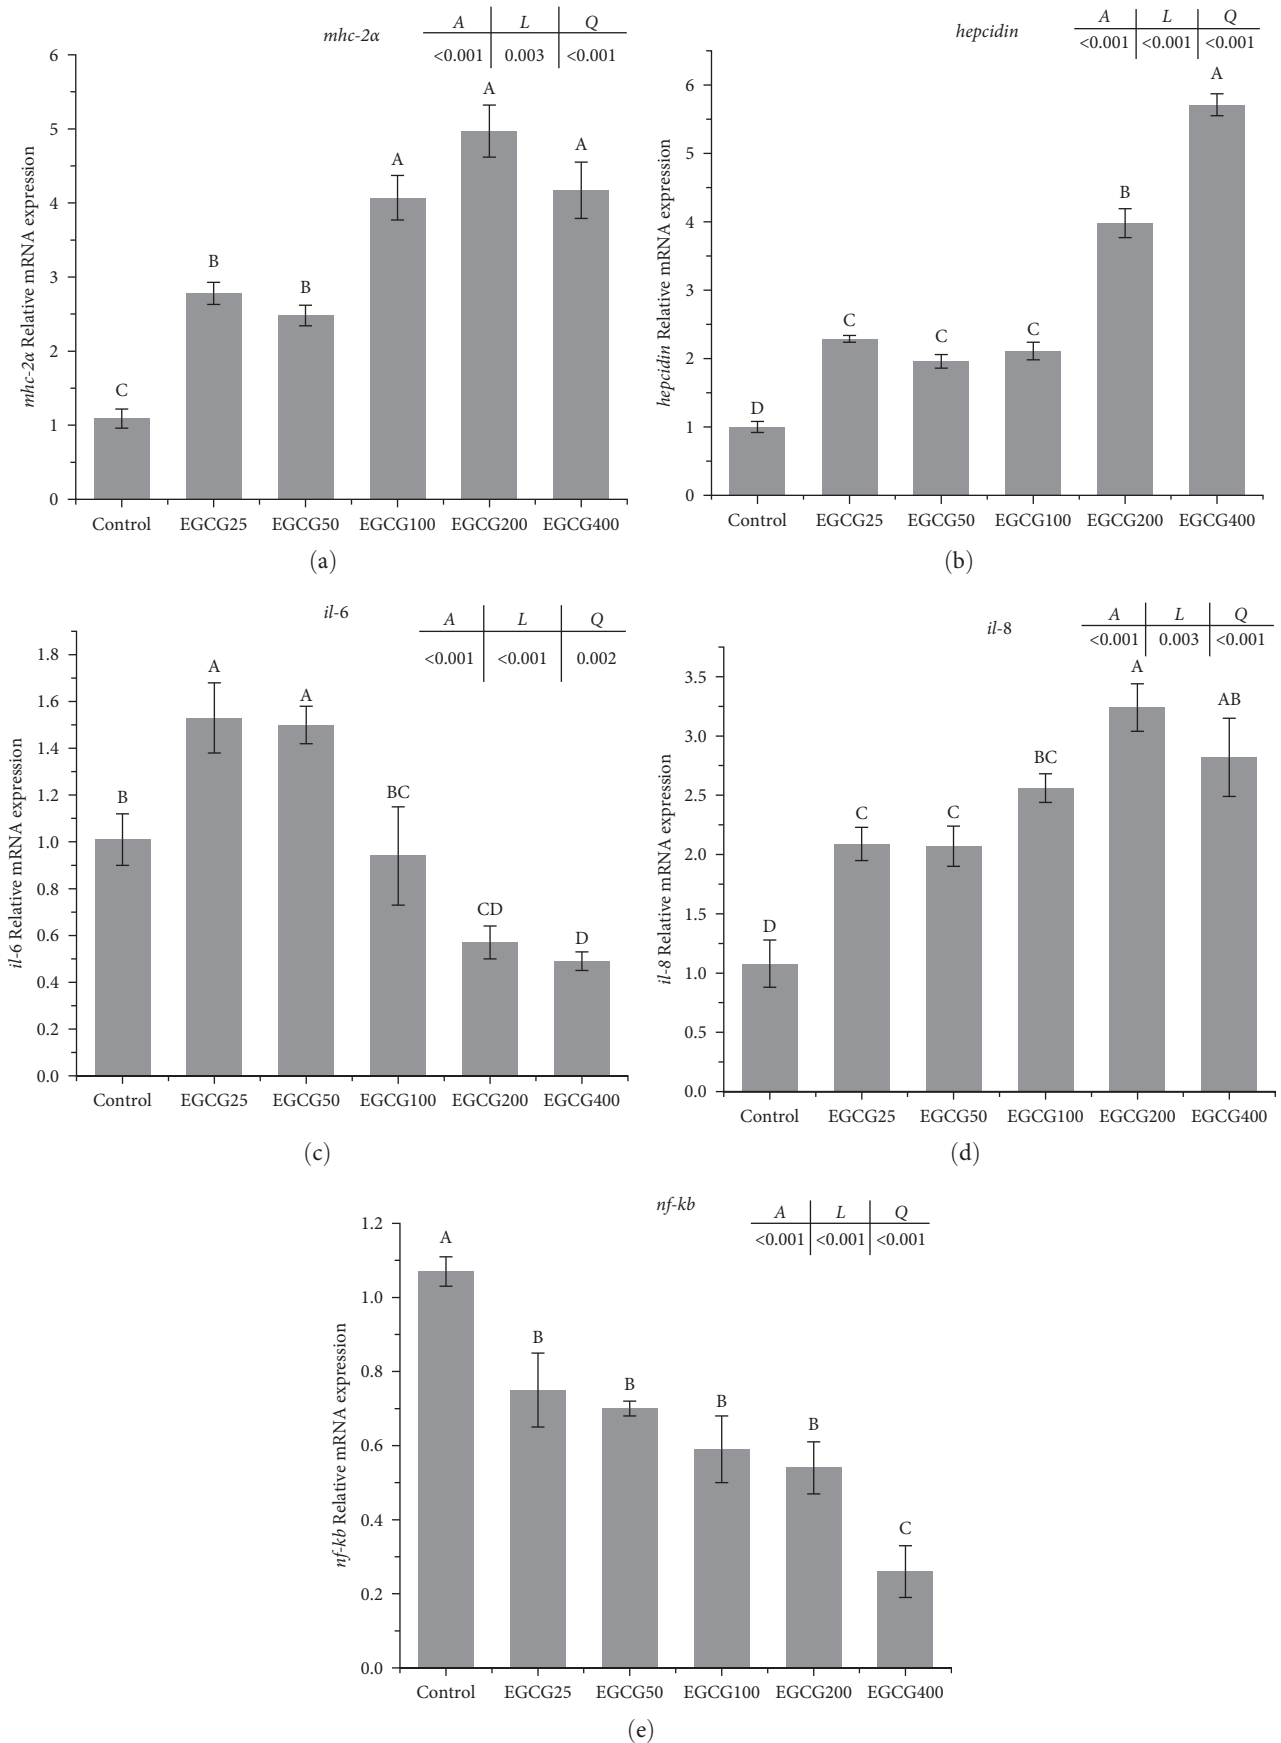 mhc-2α
A L Q
<0.001 0.003 <0.001
mhc-2α Relative mRNA expression
6
5
4
3
2
1
0
C
B
B
A
A
A
Control EGCG25 EGCG50 EGCG100 EGCG200 EGCG400
(a)
hepcidin
A L Q
<0.001 <0.001 <0.001
hepcidin Relative mRNA expression
6
5
4
3
2
1
0
D
C
C
C
B
A
Control EGCG25 EGCG50 EGCG100 EGCG200 EGCG400
(b)
il-6
A L Q
<0.001 <0.001 0.002
il-6 Relative mRNA expression
1.8
1.6
1.4
1.2
1.0
0.8
0.6
0.4
0.2
0.0
B
A
A
BC
CD
D
Control EGCG25 EGCG50 EGCG100 EGCG200 EGCG400
(c)
il-8
A L Q
<0.001 0.003 <0.001
il-8 Relative mRNA expression
3.5
3.0
2.5
2.0
1.5
1.0
0.5
0.0
D
C
C
BC
A
AB
Control EGCG25 EGCG50 EGCG100 EGCG200 EGCG400
(d)
nf-kb
A L Q
<0.001 <0.001 <0.001
nf-kb Relative mRNA expression
1.2
1.0
0.8
0.6
0.4
0.2
0.0
A
B
B
B
B
C
Control EGCG25 EGCG50 EGCG100 EGCG200 EGCG400
(e)